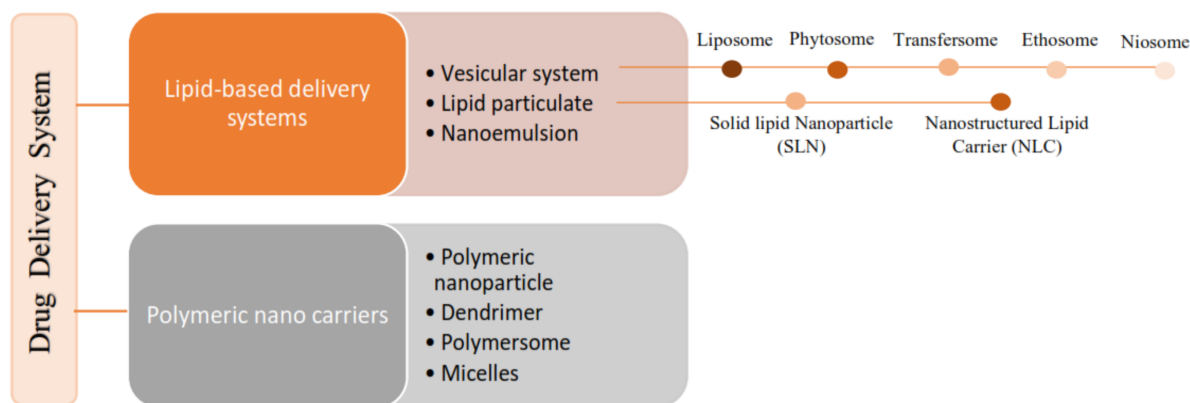 Drug Delivery System
Lipid-based delivery
systems
• Vesicular system
• Lipid particulate
• Nanoemulsion
Liposome Phytosome Transfersome Ethosome Niosome
Solid lipid Nanoparticle
(SLN)
Nanostructured Lipid
Carrier (NLC)
Polymeric nano carriers
• Polymeric
nanoparticle
• Dendrimer
• Polymersome
• Micelles